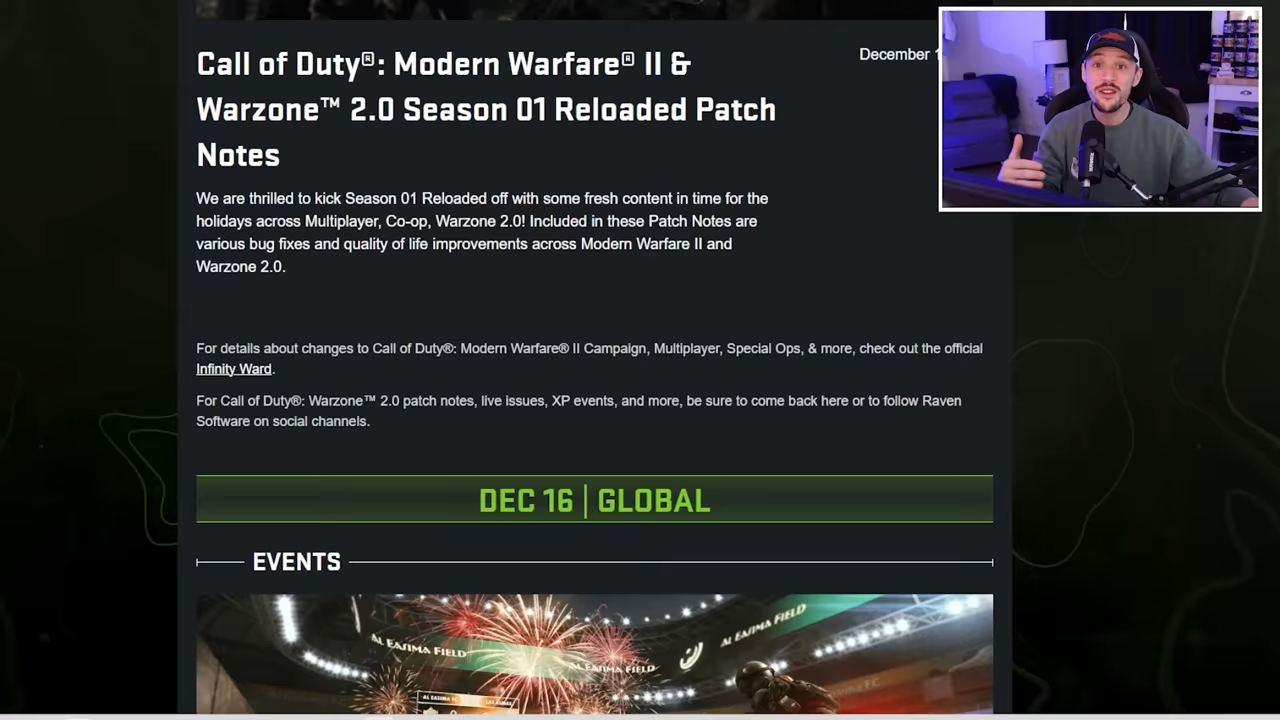 Call of Duty®: Modern Warfare® II &
Warzone™ 2.0 Season 01 Reloaded Patch
Notes
December
We are thrilled to kick Season 01 Reloaded off with some fresh content in time for the
holidays across Multiplayer, Co-op, Warzone 2.0! Included in these Patch Notes are
various bug fixes and quality of life improvements across Modern Warfare II and
Warzone 2.0.
For details about changes to Call of Duty®: Modern Warfare® II Campaign, Multiplayer, Special Ops, & more, check out the official
Infinity Ward.
For Call of Duty®: Warzone™ 2.0 patch notes, live issues, XP events, and more, be sure to come back here or to follow Raven
Software on social channels.
DEC 16 | GLOBAL
EVENTS
AL EASIMA FIELD
AL EASIMA FIELD
AL EASIMA FIELD